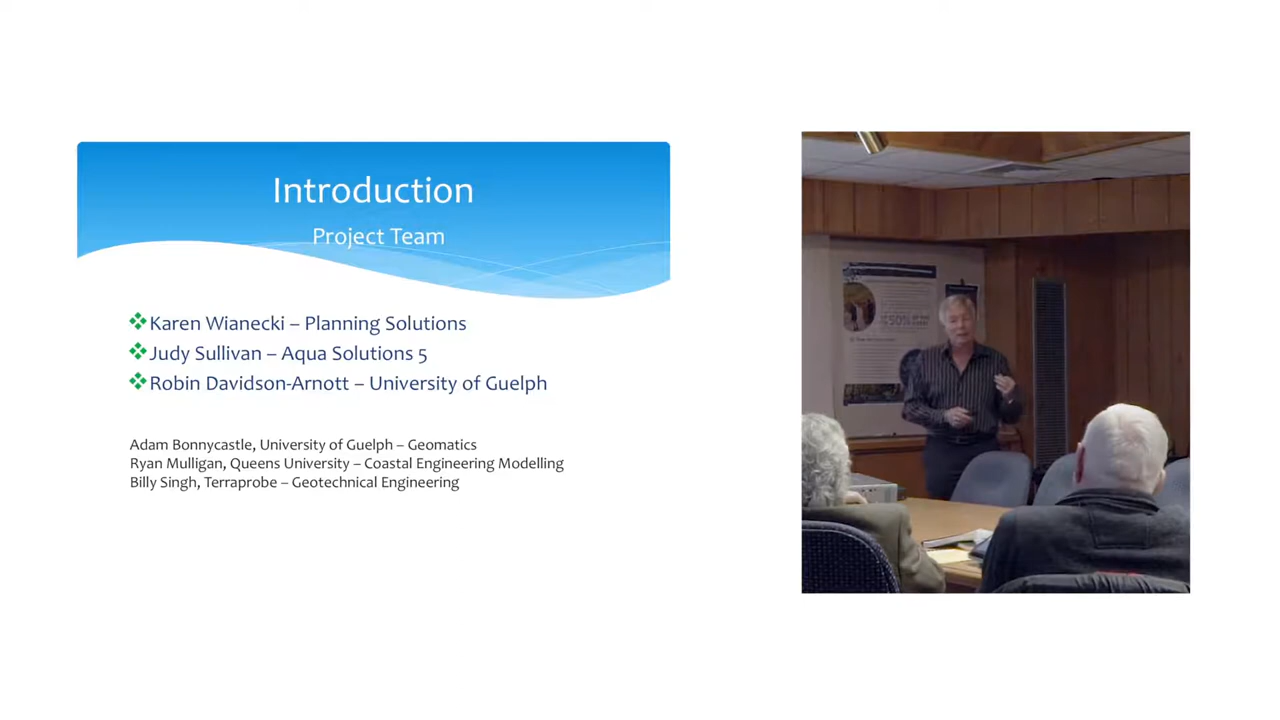 Introduction
Project Team
Karen Wianecki – Planning Solutions
Judy Sullivan – Aqua Solutions 5
Robin Davidson-Arnott – University of Guelph
Adam Bonnycastle, University of Guelph – Geomatics
Ryan Mulligan, Queens University – Coastal Engineering Modelling
Billy Singh, Terraprobe – Geotechnical Engineering